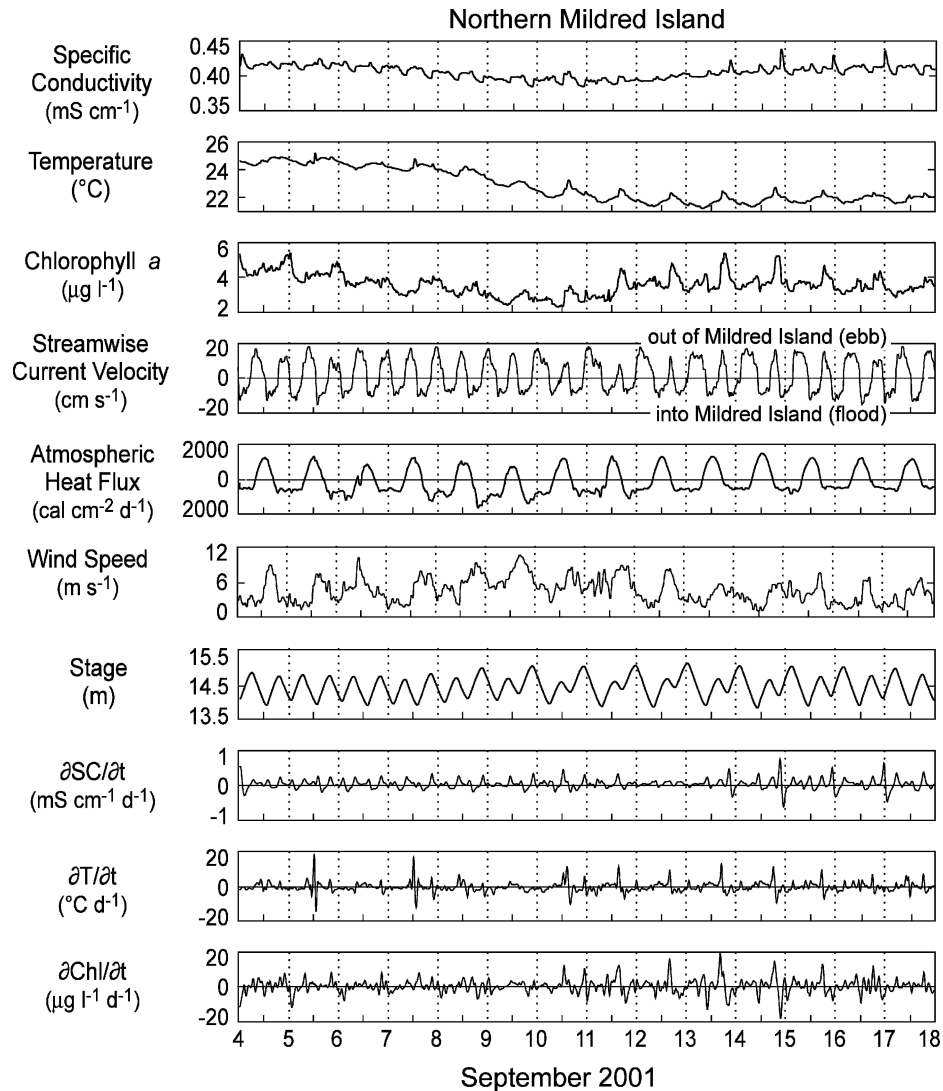 Northern Mildred Island
Specific
Conductivity
(mS cm-1)
0.45
0.40
0.35
Temperature
(°C)
26
24
22
Chlorophyll a
(µg l-1)
6
4
2
Streamwise
Current Velocity
(cm s-1)
20
0
-20
out of Mildred Island (ebb)
into Mildred Island (flood)
Atmospheric
Heat Flux
(cal cm-2 d-1)
2000
0
2000
Wind Speed
(m s-1)
12
6
0
Stage
(m)
15.5
14.5
13.5
∂SC/∂t
(mS cm-1 d-1)
1
0
-1
∂T/∂t
(°C d-1)
20
0
-20
∂Chl/∂t
(µg l-1 d-1)
20
0
-20
4 5 6 7 8 9 10 11 12 13 14 15 16 17 18
September 2001